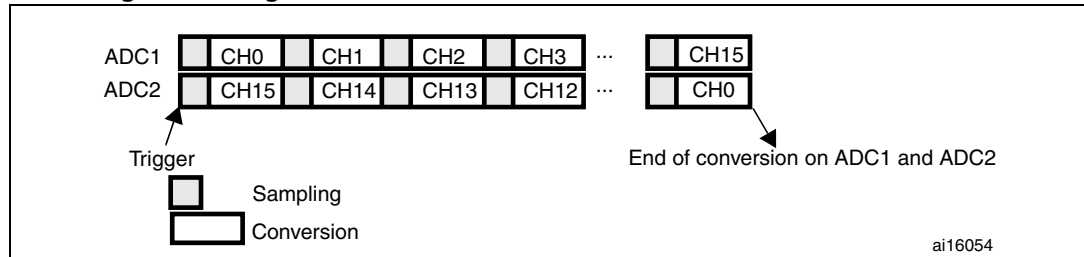 ADC1 CH0 CH1 CH2 CH3 ... CH15
ADC2 CH15 CH14 CH13 CH12 ... CH0
Trigger
End of conversion on ADC1 and ADC2
Sampling
Conversion
ai16054